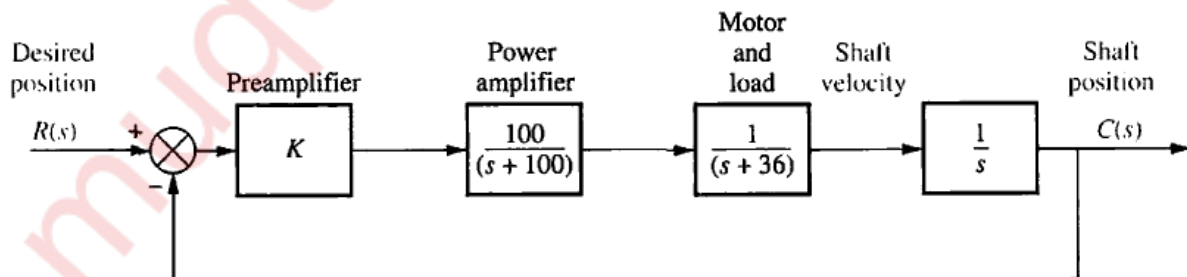 Desired
position
R(s)
+
−
Preamplifier
K
Power
amplifier
100
(s + 100)
Motor
and
load
1
(s + 36)
Shaft
velocity
1
s
Shaft
position
C(s)